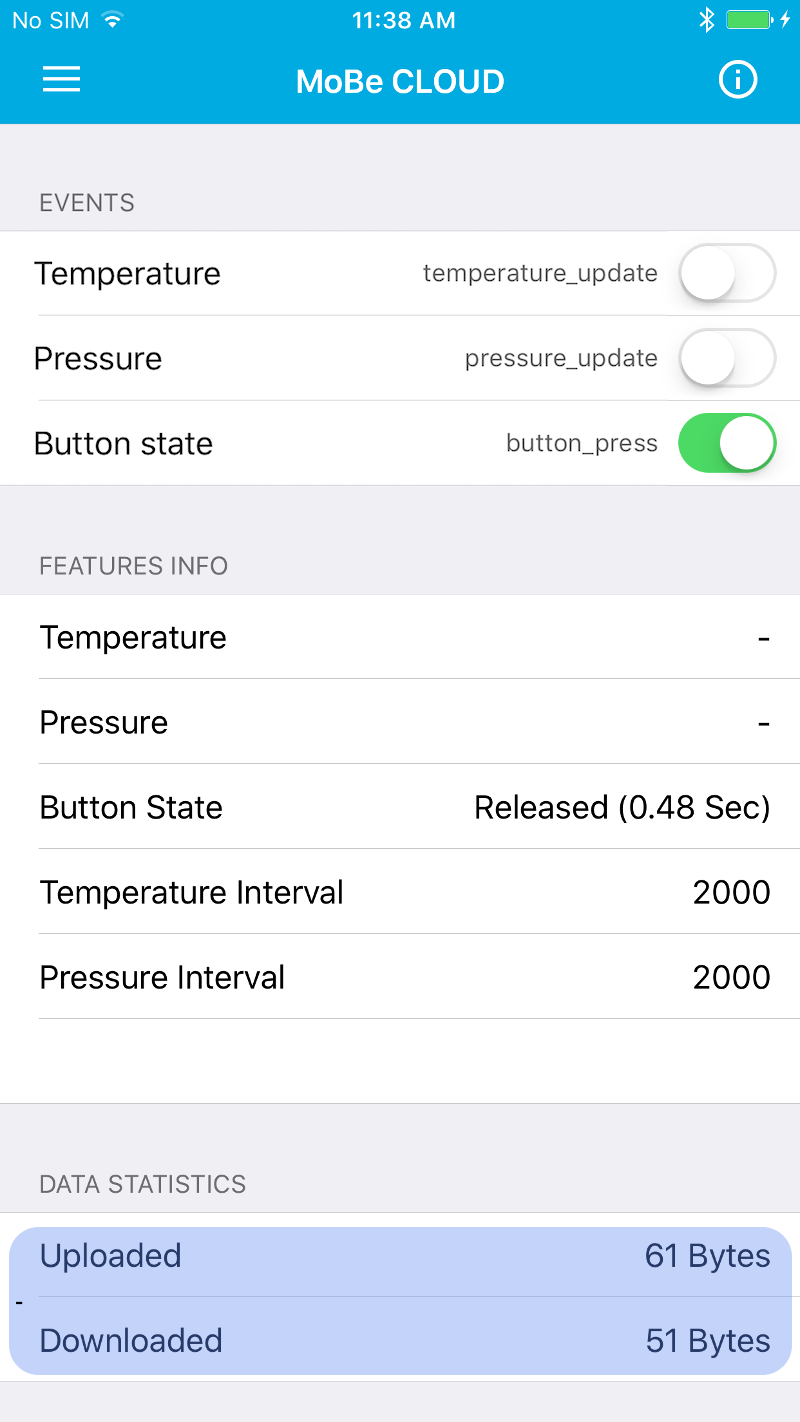 No SIM 11:38 AM
MoBe CLOUD
EVENTS
Temperature temperature_update
Pressure pressure_update
Button state button_press
FEATURES INFO
Temperature -
Pressure -
Button State Released (0.48 Sec)
Temperature Interval 2000
Pressure Interval 2000
DATA STATISTICS
Uploaded 61 Bytes
-
Downloaded 51 Bytes